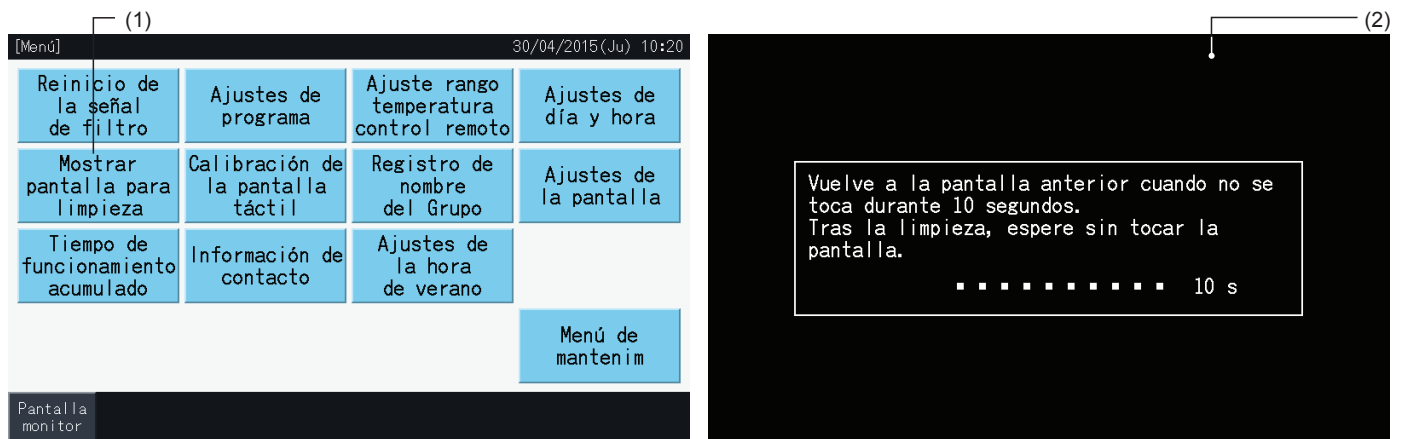 (1)
(2)
[Menú]
30/04/2015(Ju) 10:20
Reinicio de
la señal
de filtro
Ajustes de
programa
Ajuste rango
temperatura
control remoto
Ajustes de
día y hora
Mostrar
pantalla para
limpieza
Calibración de
la pantalla
táctil
Registro de
nombre
del Grupo
Ajustes de
la pantalla
Tiempo de
funcionamiento
acumulado
Información de
contacto
Ajustes de
la hora
de verano
Menú de
mantenim
Pantalla
monitor
Vuelve a la pantalla anterior cuando no se
toca durante 10 segundos.
Tras la limpieza, espere sin tocar la
pantalla.
10 s